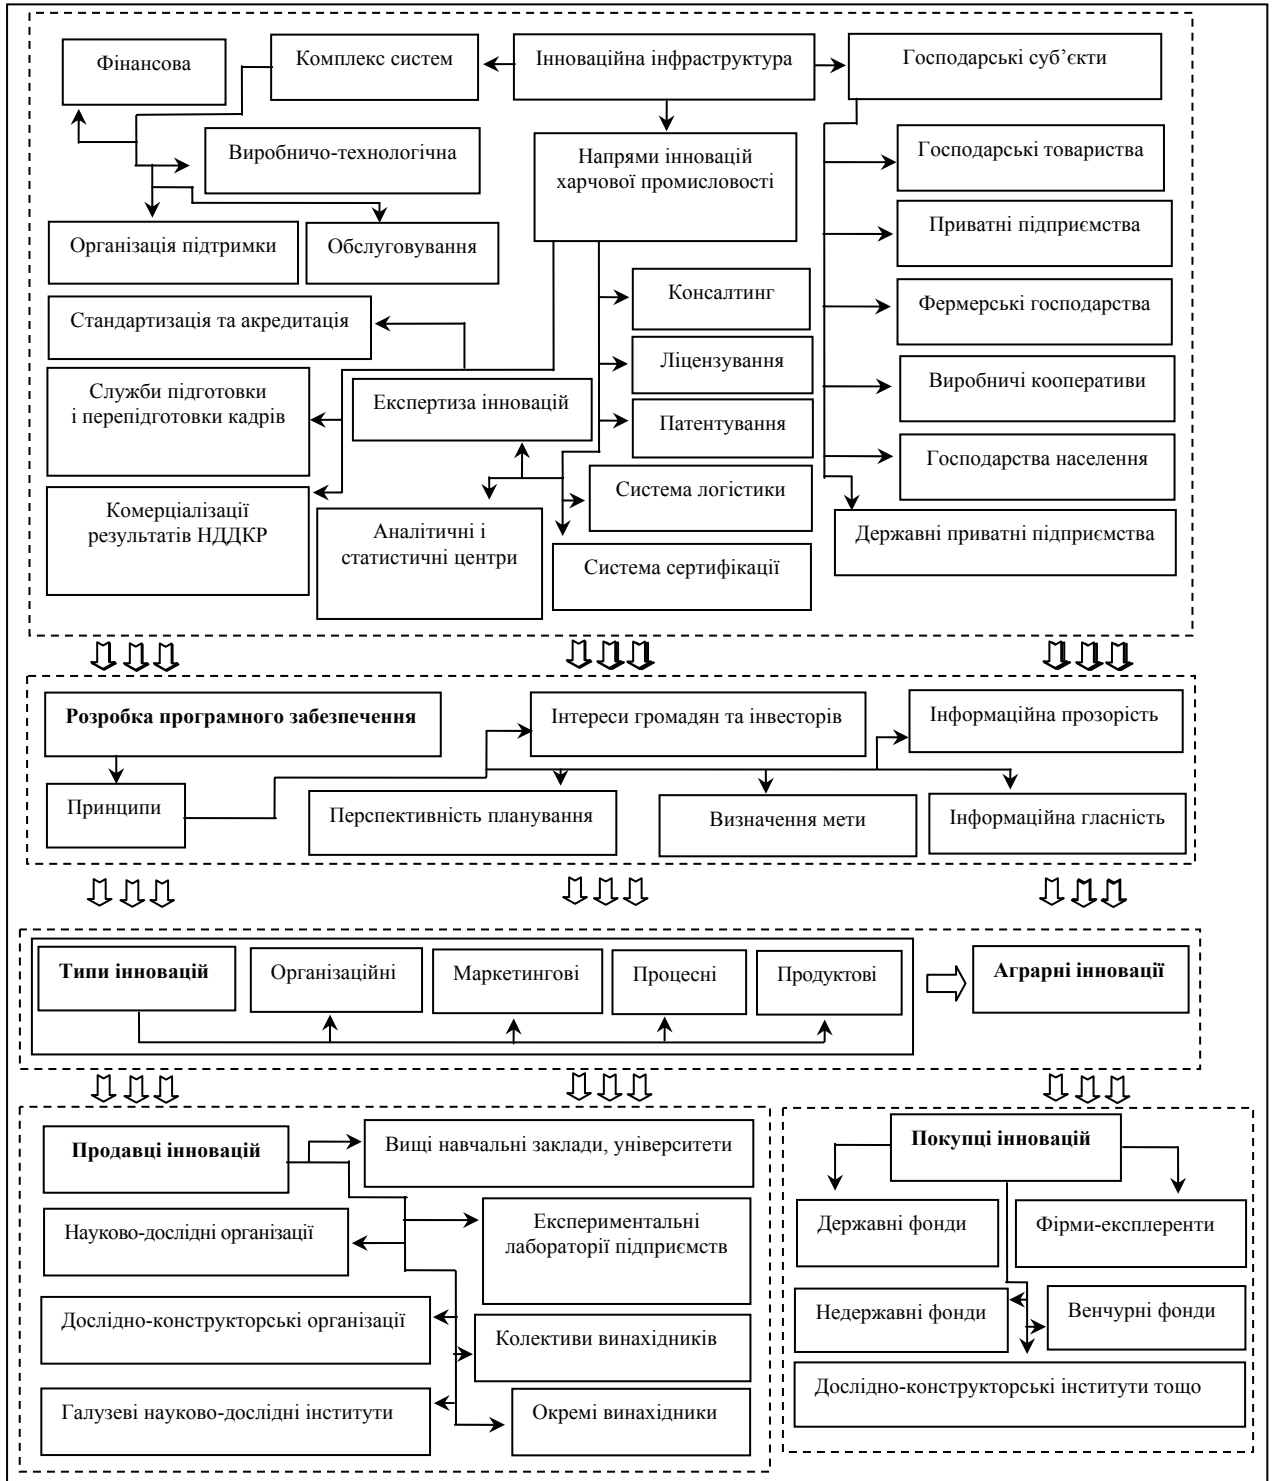 Фінансова
Комплекс систем
Інноваційна інфраструктура
Господарські суб’єкти
Виробничо-технологічна
Напрями інновацій
харчової промисловості
Господарські товариства
Організація підтримки
Обслуговування
Приватні підприємства
Стандартизація та акредитація
Консалтинг
Фермерські господарства
Служби підготовки
і перепідготовки кадрів
Експертиза інновацій
Ліцензування
Виробничі кооперативи
Патентування
Господарства населення
Комерціалізації
результатів НДДКР
Аналітичні і
статистичні центри
Система логістики
Система сертифікації
Державні приватні підприємства
Розробка програмного забезпечення
Інтереси громадян та інвесторів
Інформаційна прозорість
Принципи
Перспективність планування
Визначення мети
Інформаційна гласність
Типи інновацій
Організаційні
Маркетингові
Процесні
Продуктові
Аграрні інновації
Продавці інновацій
Вищі навчальні заклади, університети
Науково-дослідні організації
Експериментальні
лабораторії підприємств
Дослідно-конструкторські організації
Колективи винахідників
Галузеві науково-дослідні інститути
Окремі винахідники
Покупці інновацій
Державні фонди
Фірми-експлеренти
Недержавні фонди
Венчурні фонди
Дослідно-конструкторські інститути тощо